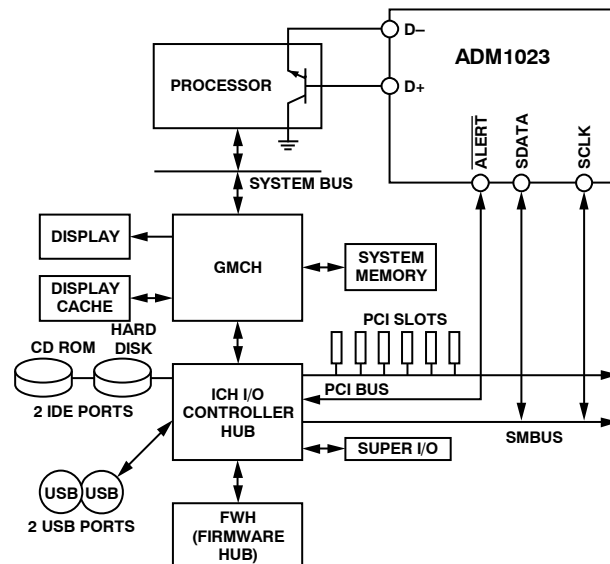 D–
ADM1023
PROCESSOR
D+
ALERT
SDATA
SCLK
SYSTEM BUS
DISPLAY
GMCH
SYSTEM
MEMORY
DISPLAY
CACHE
HARD
DISK
CD ROM
PCI SLOTS
ICH I/O
CONTROLLER
HUB
PCI BUS
2 IDE PORTS
SMBUS
SUPER I/O
USB
USB
2 USB PORTS
FWH
(FIRMWARE
HUB)